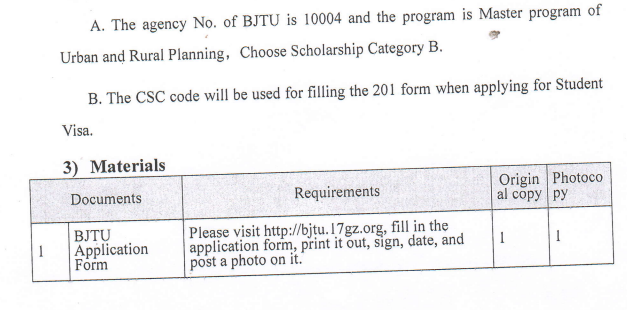 A. The agency No. of BJTU is 10004 and the program is Master program of
Urban and Rural Planning, Choose Scholarship Category B.
B. The CSC code will be used for filling the 201 form when applying for Student
Visa.
3) Materials
Documents
Requirements
Origin
al copy
Photoco
py
1
BJTU
Application
Form
Please visit http://bjtu.17gz.org, fill in the
application form, print it out, sign, date, and
post a photo on it.
1
1